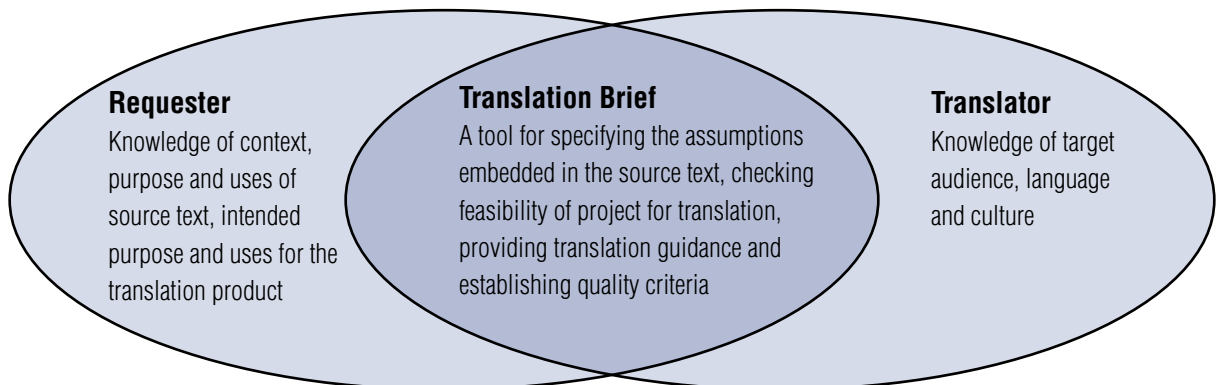 Requester
Knowledge of context,
purpose and uses of
source text, intended
purpose and uses for the
translation product
Translation Brief
A tool for specifying the assumptions
embedded in the source text, checking
feasibility of project for translation,
providing translation guidance and
establishing quality criteria
Translator
Knowledge of target
audience, language
and culture